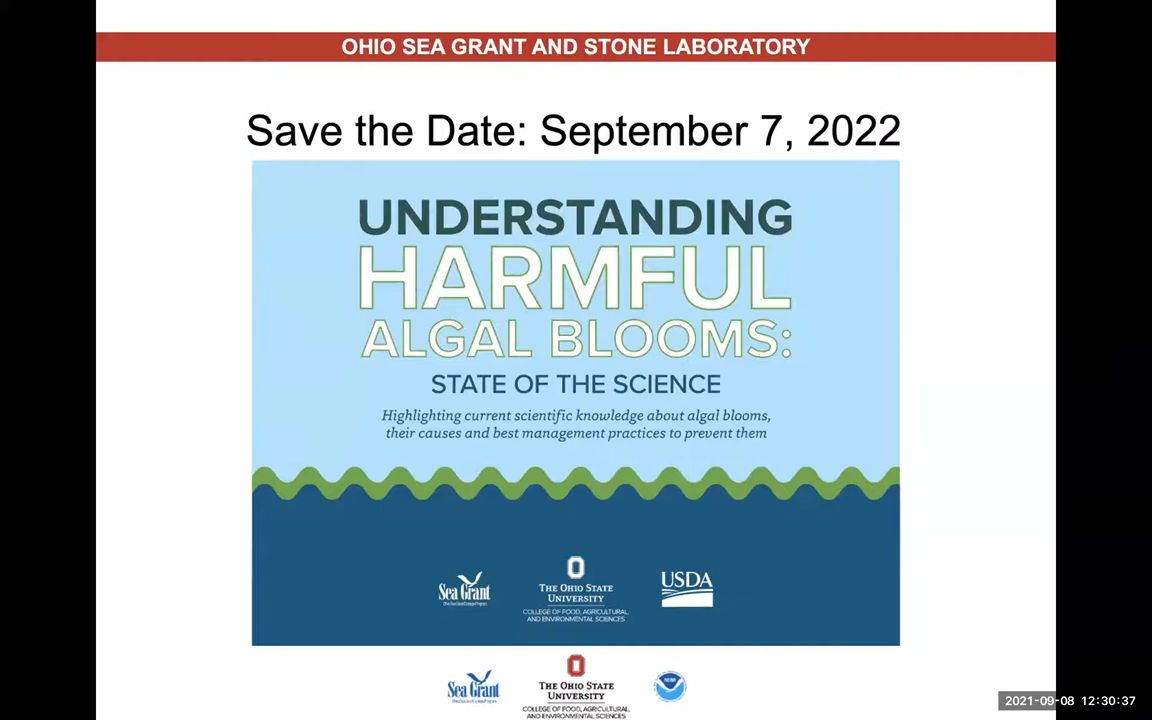 OHIO SEA GRANT AND STONE LABORATORY
Save the Date: September 7, 2022
UNDERSTANDING
HARMFUL
ALGAL BLOOMS:
STATE OF THE SCIENCE
Highlighting current scientific knowledge about algal blooms,
their causes and best management practices to prevent them
Sea Grant
THE OHIO STATE
UNIVERSITY
COLLEGE OF FOOD, AGRICULTURAL,
AND ENVIRONMENTAL SCIENCES
USDA
Sea Grant
THE OHIO STATE
UNIVERSITY
COLLEGE OF FOOD, AGRICULTURAL,
AND ENVIRONMENTAL SCIENCES
2021-09-08 12:30:37